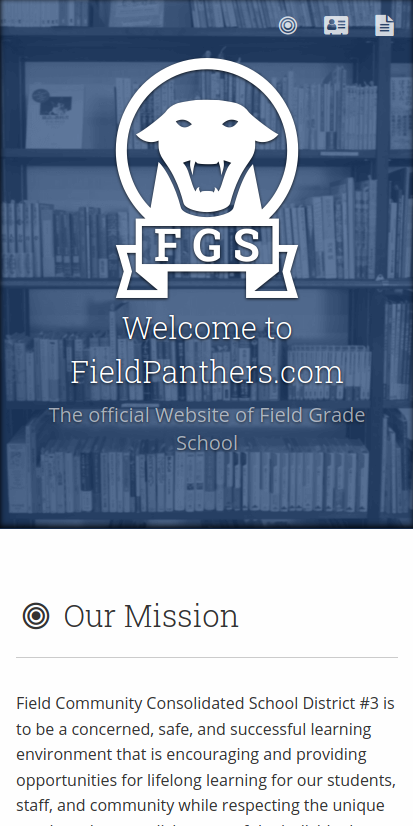 FGS
Welcome to
FieldPanthers.com
The official Website of Field Grade
School
Our Mission
Field Community Consolidated School District #3 is
to be a concerned, safe, and successful learning
environment that is encouraging and providing
opportunities for lifelong learning for our students,
staff, and community while respecting the unique